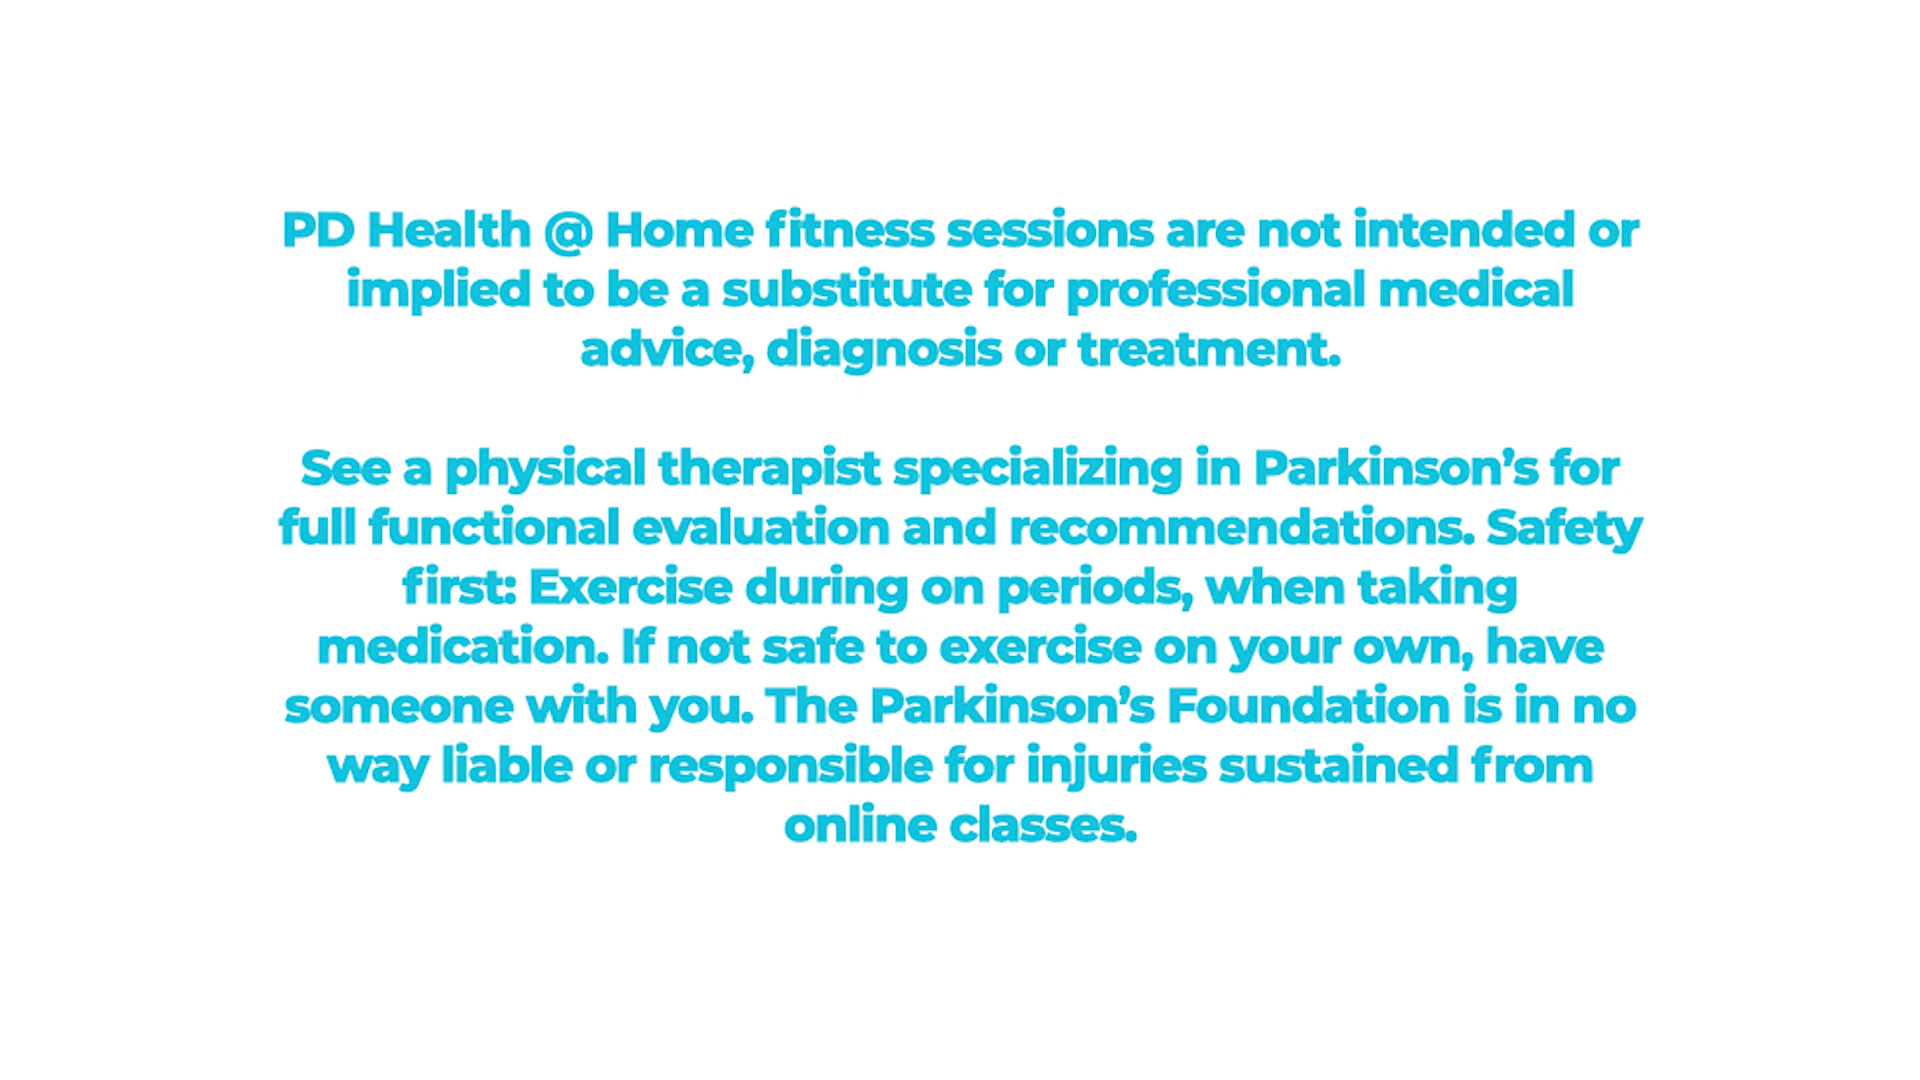 PD Health @ Home fitness sessions are not intended or
implied to be a substitute for professional medical
advice, diagnosis or treatment.
See a physical therapist specializing in Parkinson’s for
full functional evaluation and recommendations. Safety
first: Exercise during on periods, when taking
medication. If not safe to exercise on your own, have
someone with you. The Parkinson’s Foundation is in no
way liable or responsible for injuries sustained from
online classes.